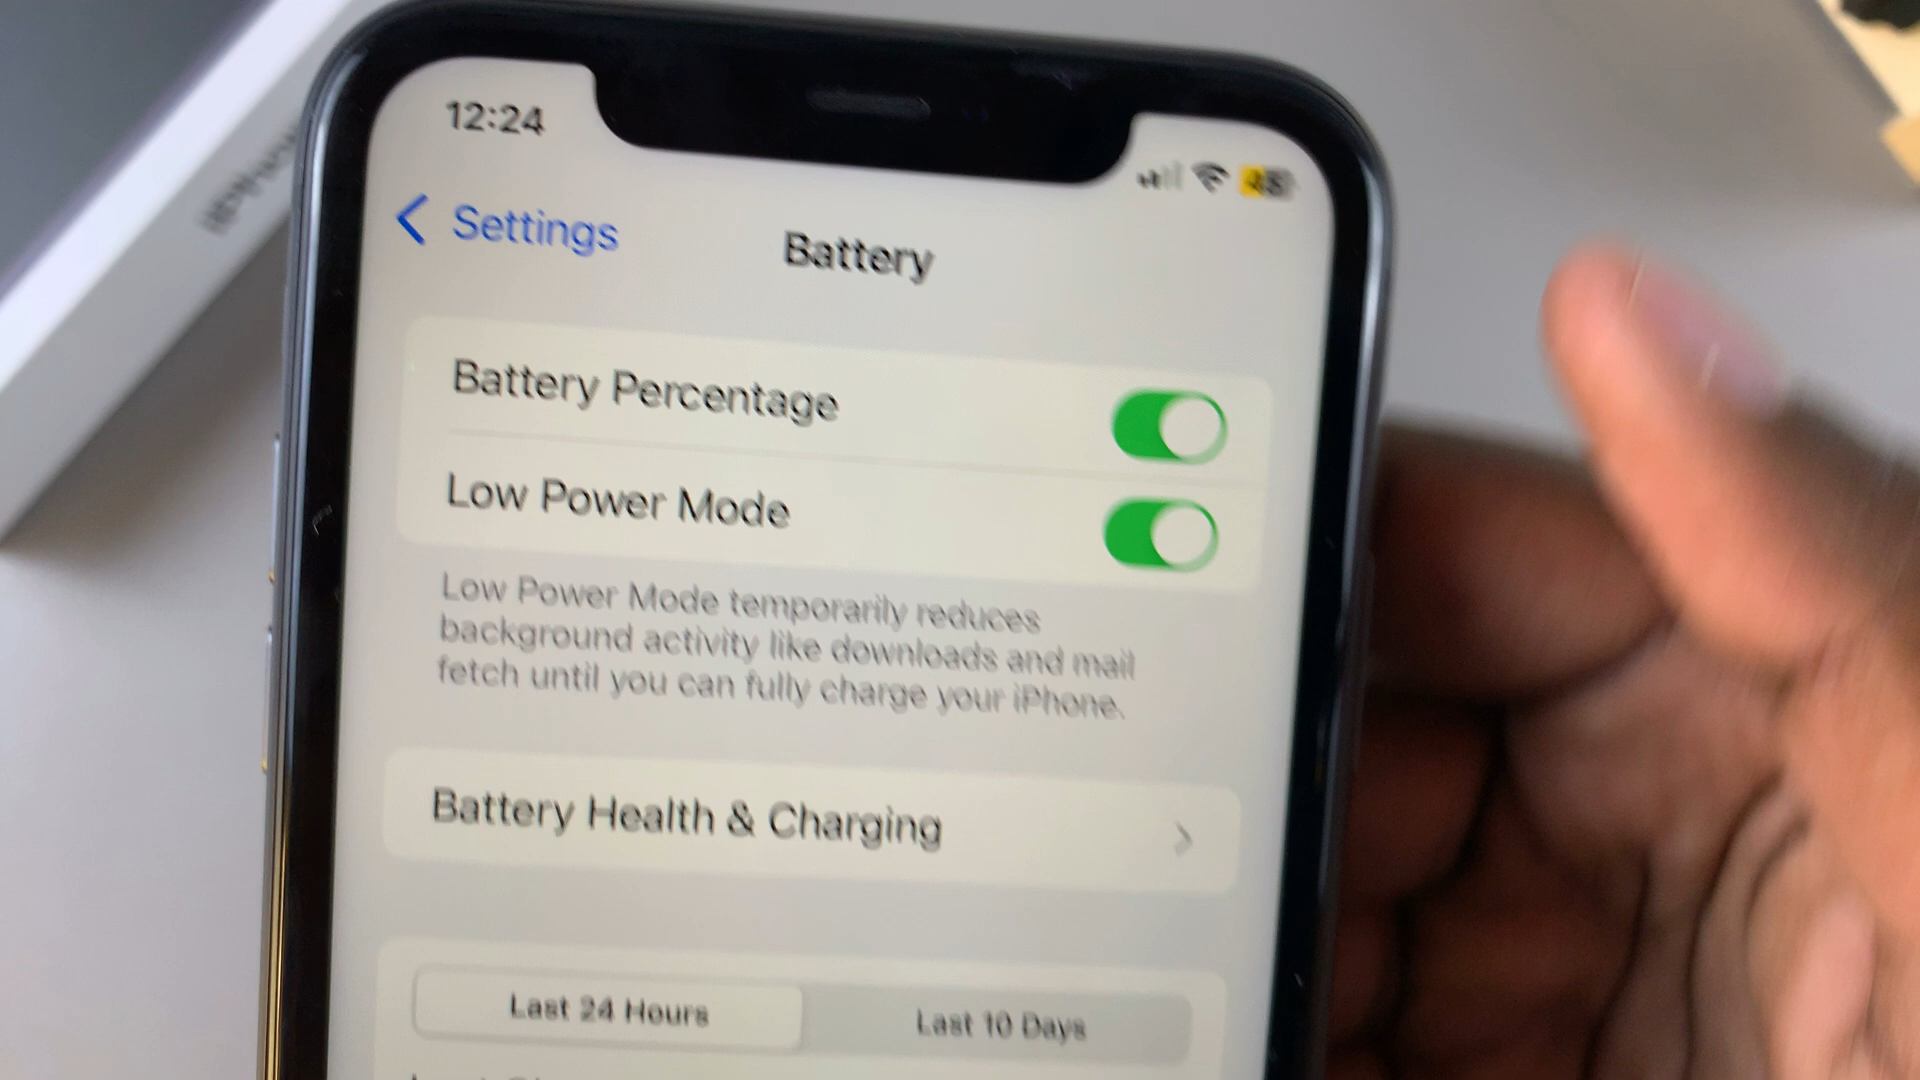 iPhone
12:24
Settings
Battery
Battery Percentage
Low Power Mode
Low Power Mode temporarily reduces
background activity like downloads and mail
fetch until you can fully charge your iPhone.
Battery Health & Charging
Last 24 Hours
Last 10 Days